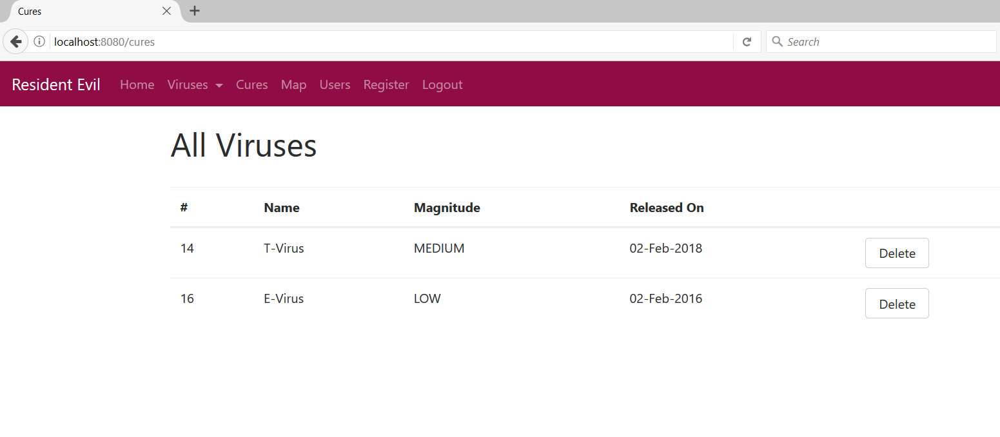 Cures
localhost:8080/cures Search
Resident Evil Home Viruses Cures Map Users Register Logout
All Viruses
# Name Magnitude Released On
14 T-Virus MEDIUM 02-Feb-2018 Delete
16 E-Virus LOW 02-Feb-2016 Delete